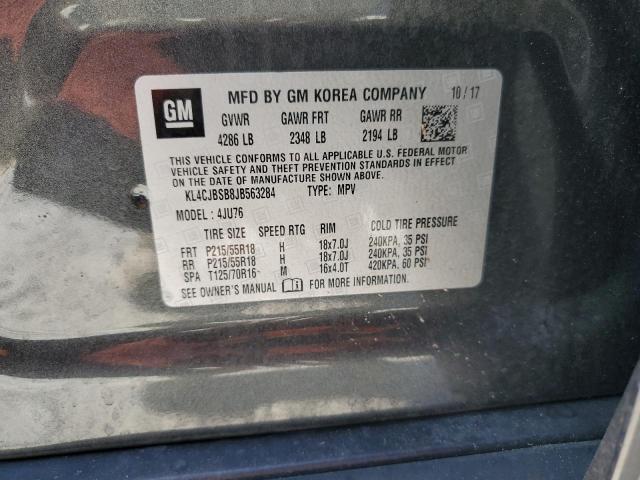 GM
MFD BY GM KOREA COMPANY 10/17
GVWR GAWR FRT GAWR RR
4286 LB 2348 LB 2194 LB
THIS VEHICLE CONFORMS TO ALL APPLICABLE U.S. FEDERAL MOTOR
VEHICLE SAFETY AND THEFT PREVENTION STANDARDS IN EFFECT
ON THE DATE OF MANUFACTURE SHOWN ABOVE.
KL4CJBSB8JB563284 TYPE: MPV
MODEL: 4JU76
TIRE SIZE SPEED RTG RIM COLD TIRE PRESSURE
FRT P215/55R18 H 18x7.0J 240KPA, 35 PSI
RR P215/55R18 H 18x7.0J 240KPA, 35 PSI
SPA T125/70R16 M 16x4.0T 420KPA, 60 PSI
SEE OWNER'S MANUAL FOR MORE INFORMATION.